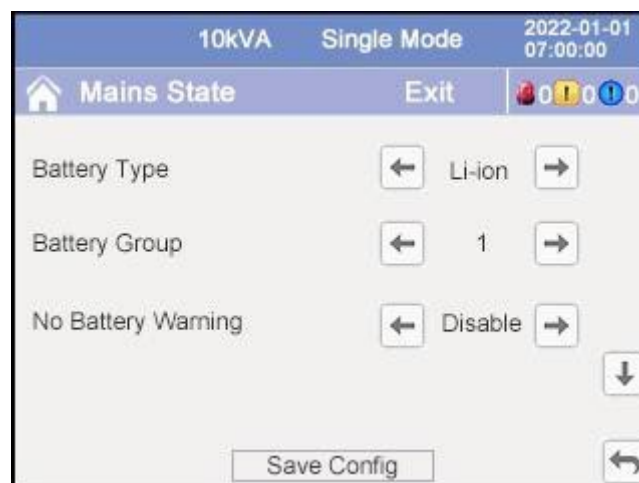 10kVA Single Mode 2022-01-01
07:00:00
Mains State Exit 0 ! 0 ! 0
Battery Type Li-ion
Battery Group 1
No Battery Warning Disable
Save Config